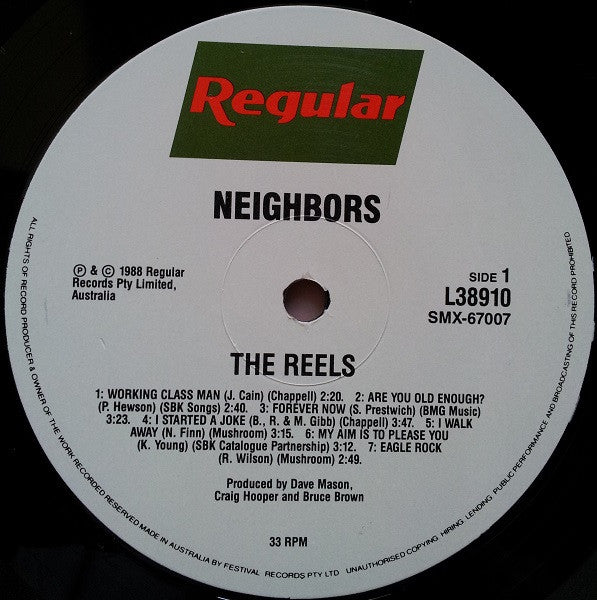 Regular
NEIGHBORS
Ⓟ & © 1988 Regular
Records Pty Limited,
Australia
SIDE 1
L38910
SMX-67007
THE REELS
1: WORKING CLASS MAN (J. Cain) (Chappell) 2:20. 2: ARE YOU OLD ENOUGH?
(P. Hewson) (SBK Songs) 2:40. 3: FOREVER NOW (S. Prestwich) (BMG Music)
3:23. 4: I STARTED A JOKE (B., R. & M. Gibb) (Chappell) 3:47. 5: I WALK
AWAY (N. Finn) (Mushroom) 3:15. 6: MY AIM IS TO PLEASE YOU
(K. Young) (SBK Catalogue Partnership) 3:12. 7: EAGLE ROCK
(R. Wilson) (Mushroom) 2:49.
Produced by Dave Mason,
Craig Hooper and Bruce Brown
33 RPM
ALL RIGHTS OF RECORD PRODUCER & OWNER OF THE WORK RECORDED RESERVED MADE IN AUSTRALIA BY FESTIVAL RECORDS PTY LTD UNAUTHORISED COPYING HIRING LENDING PUBLIC PERFORMANCE AND BROADCASTING OF THIS RECORD PROHIBITED